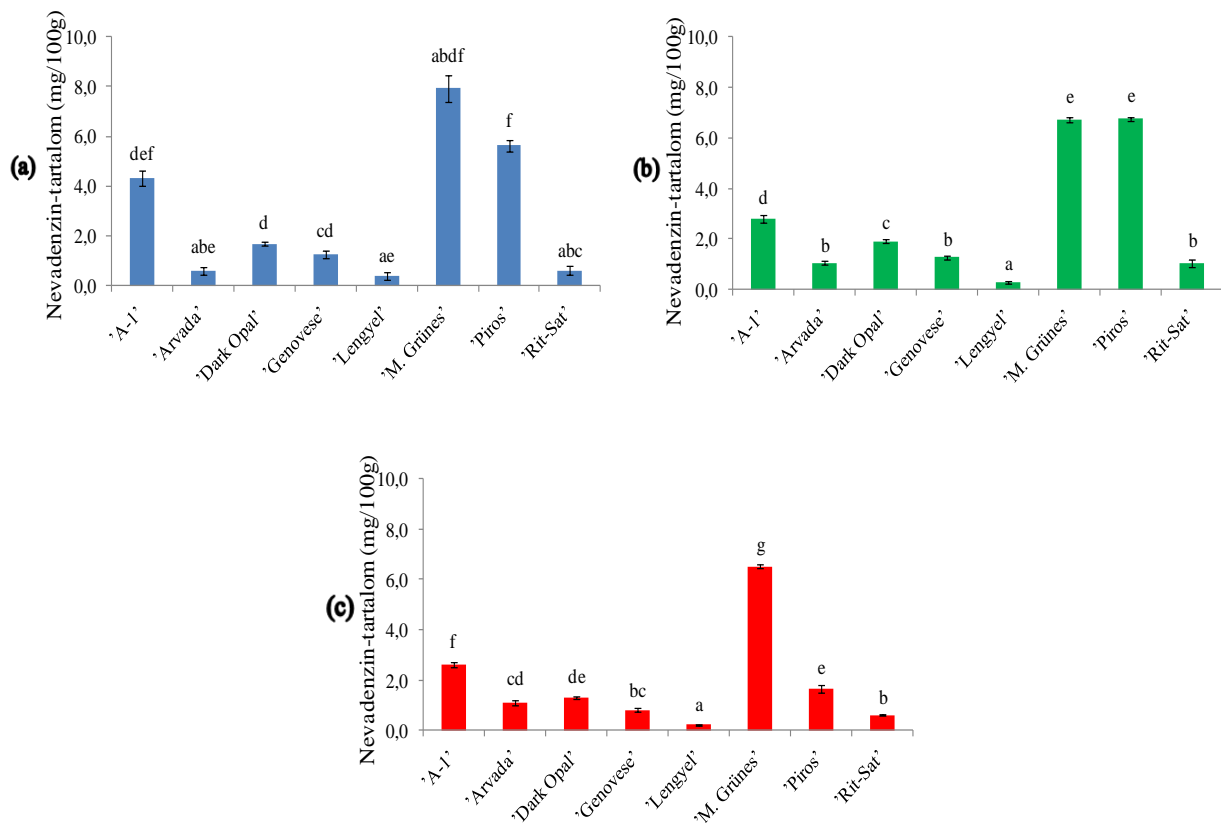 (a)
Nevadenzin-tartalom (mg/100g)
10,0
8,0
6,0
4,0
2,0
0,0
def
abe
d
cd
ae
abdf
f
abc
’A-1’
’Arvada’
’Dark Opal’
’Genovese’
’Lengyel’
’M. Grünes’
’Piros’
’Rit-Sat’
(b)
Nevadenzin-tartalom (mg/100g)
10,0
8,0
6,0
4,0
2,0
0,0
d
b
c
b
a
e
e
b
’A-1’
’Arvada’
’Dark Opal’
’Genovese’
’Lengyel’
’M. Grünes’
’Piros’
’Rit-Sat’
(c)
Nevadenzin-tartalom (mg/100g)
10,0
8,0
6,0
4,0
2,0
0,0
f
cd
de
bc
a
g
e
b
’A-1’
’Arvada’
’Dark Opal’
’Genovese’
’Lengyel’
’M. Grünes’
’Piros’
’Rit-Sat’